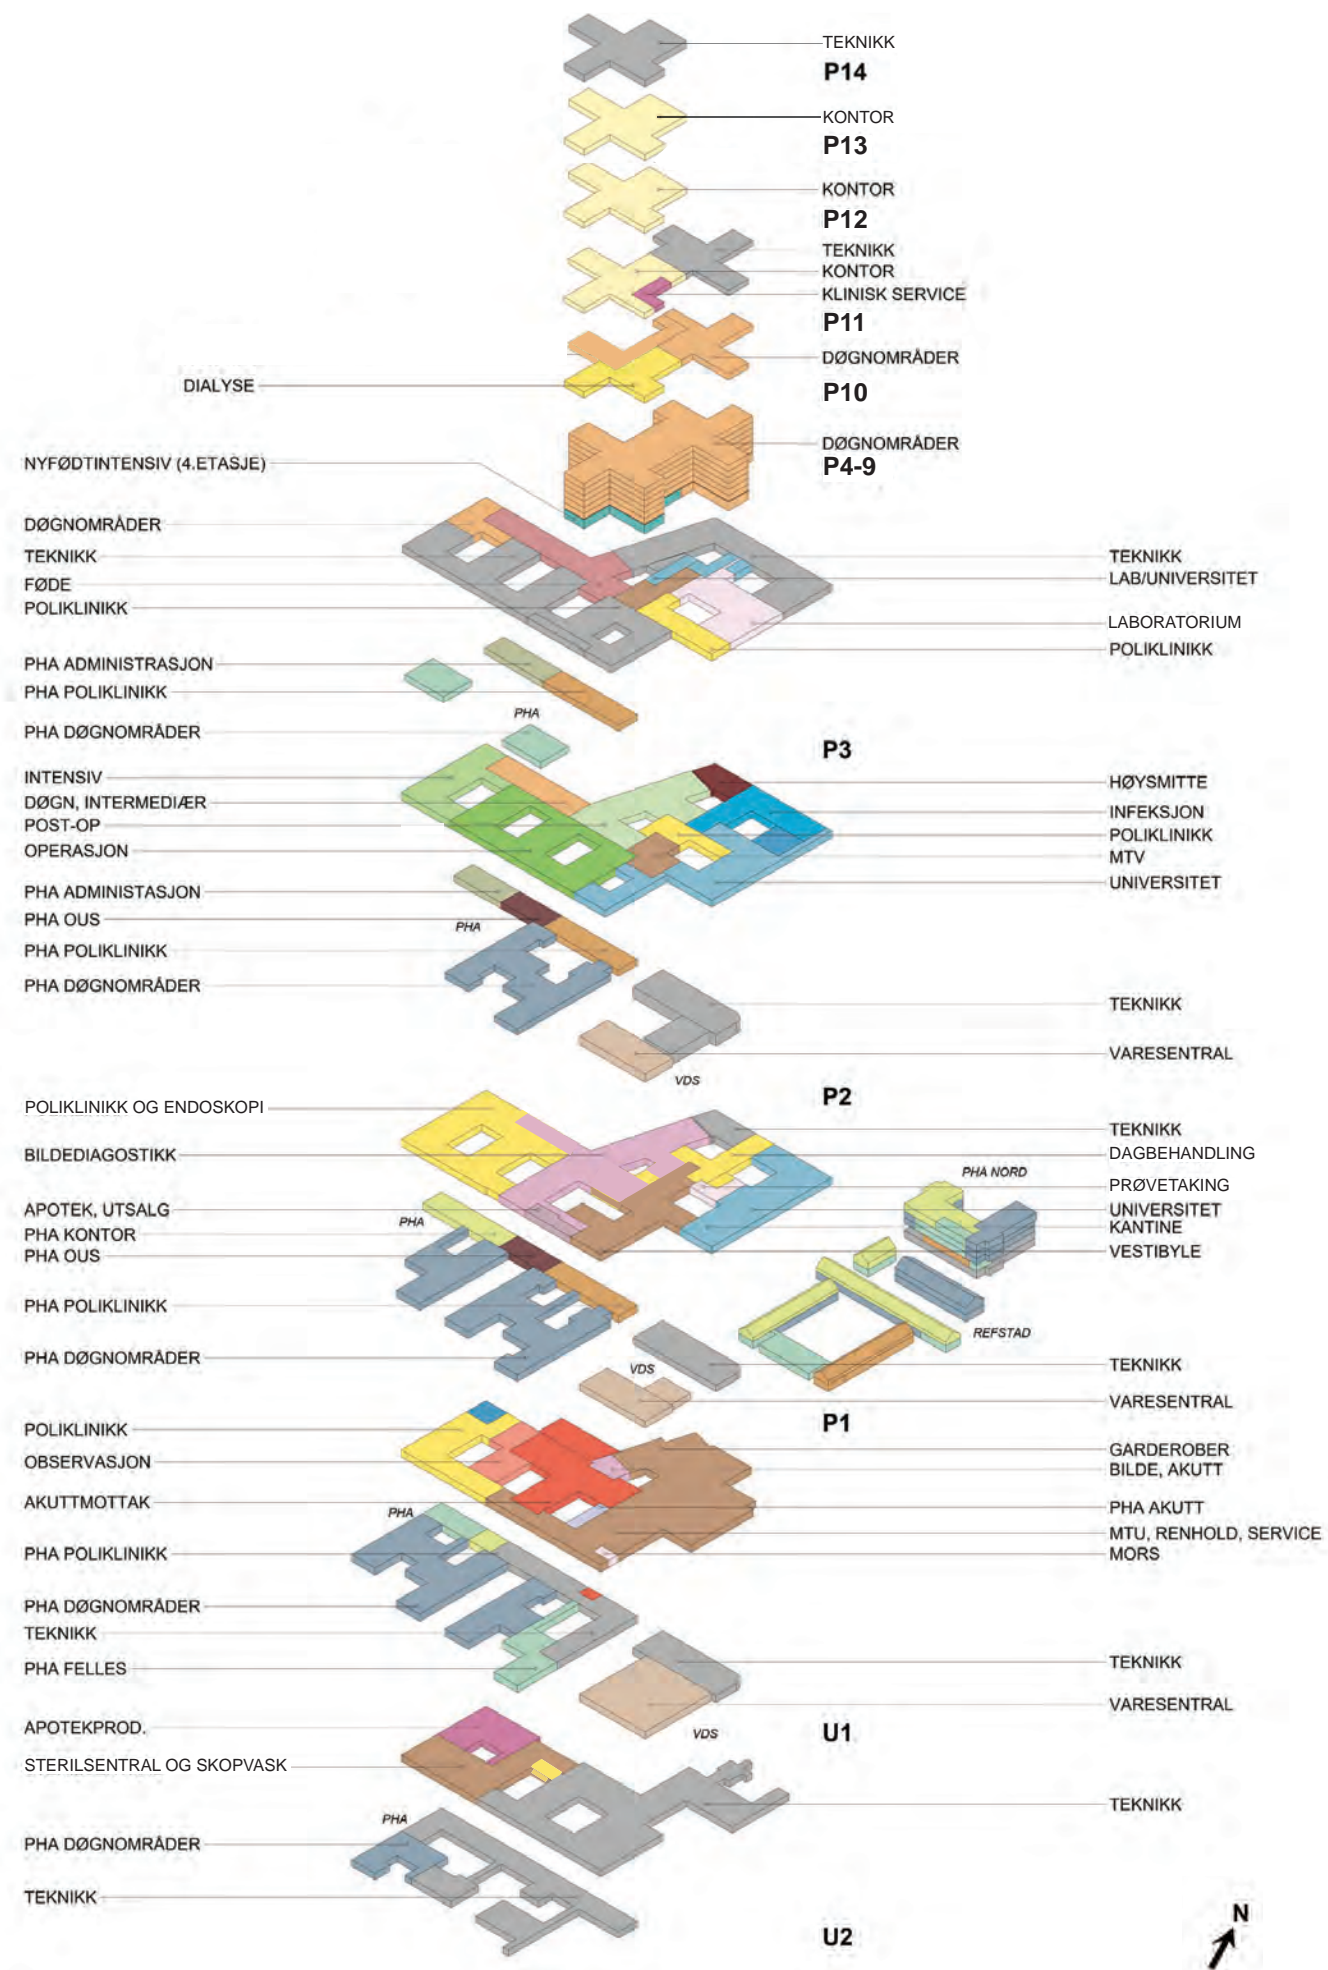 TEKNIKK
P14
KONTOR
P13
KONTOR
P12
TEKNIKK
KONTOR
KLINISK SERVICE
P11
DØGNOMRÅDER
DIALYSE
P10
DØGNOMRÅDER
NYFØDTINTENSIV (4.ETASJE)
P4-9
DØGNOMRÅDER
TEKNIKK
FØDE
POLIKLINIKK
TEKNIKK
LAB/UNIVERSITET
LABORATORIUM
POLIKLINIKK
PHA ADMINISTRASJON
PHA POLIKLINIKK
PHA
PHA DØGNOMRÅDER
P3
INTENSIV
DØGN, INTERMEDIÆR
POST-OP
OPERASJON
HØYSMITTE
INFEKSJON
POLIKLINIKK
MTV
UNIVERSITET
PHA ADMINISTASJON
PHA OUS
PHA
PHA POLIKLINIKK
PHA DØGNOMRÅDER
TEKNIKK
VARESENTRAL
VDS
P2
POLIKLINIKK OG ENDOSKOPI
BILDEDIAGOSTIKK
TEKNIKK
DAGBEHANDLING
PHA NORD
PRØVETAKING
UNIVERSITET
KANTINE
VESTIBYLE
APOTEK, UTSALG
PHA
PHA KONTOR
PHA OUS
PHA POLIKLINIKK
PHA DØGNOMRÅDER
REFSTAD
VDS
TEKNIKK
VARESENTRAL
P1
POLIKLINIKK
OBSERVASJON
AKUTTMOTTAK
GARDEROBER
BILDE, AKUTT
PHA AKUTT
MTU, RENHOLD, SERVICE
MORS
PHA
PHA POLIKLINIKK
PHA DØGNOMRÅDER
TEKNIKK
PHA FELLES
TEKNIKK
VARESENTRAL
VDS
U1
APOTEKPROD.
STERILSENTRAL OG SKOPVASK
TEKNIKK
PHA
PHA DØGNOMRÅDER
TEKNIKK
U2
N